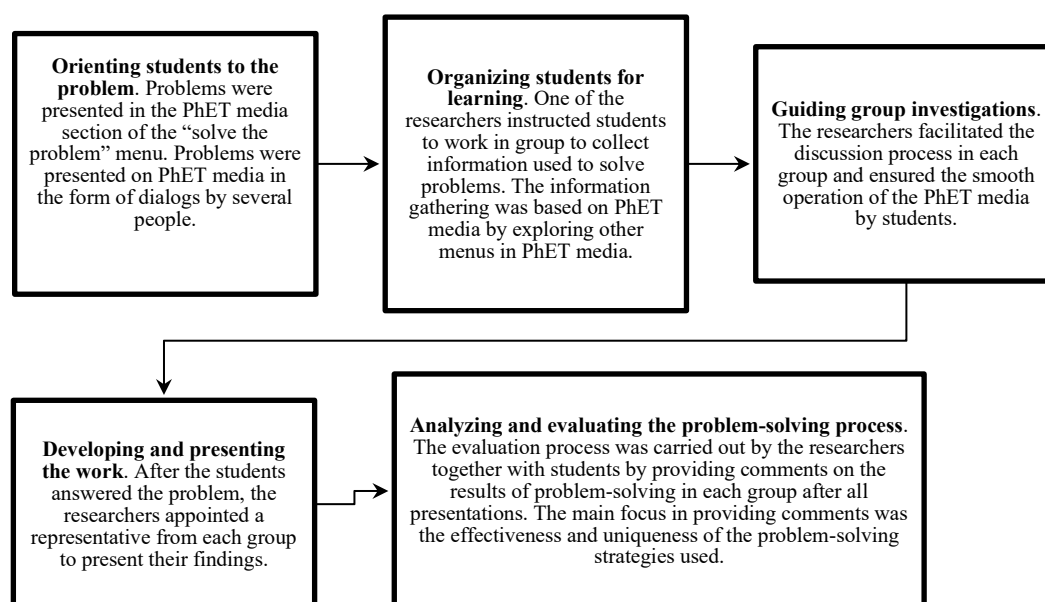 Orienting students to the
problem. Problems were
presented in the PhET media
section of the “solve the
problem” menu. Problems were
presented on PhET media in
the form of dialogs by several
people.
Organizing students for
learning. One of the
researchers instructed students
to work in group to collect
information used to solve
problems. The information
gathering was based on PhET
media by exploring other
menus in PhET media.
Guiding group investigations.
The researchers facilitated the
discussion process in each
group and ensured the smooth
operation of the PhET media
by students.
Developing and presenting
the work. After the students
answered the problem, the
researchers appointed a
representative from each group
to present their findings.
Analyzing and evaluating the problem-solving process.
The evaluation process was carried out by the researchers
together with students by providing comments on the
results of problem-solving in each group after all
presentations. The main focus in providing comments was
the effectiveness and uniqueness of the problem-solving
strategies used.